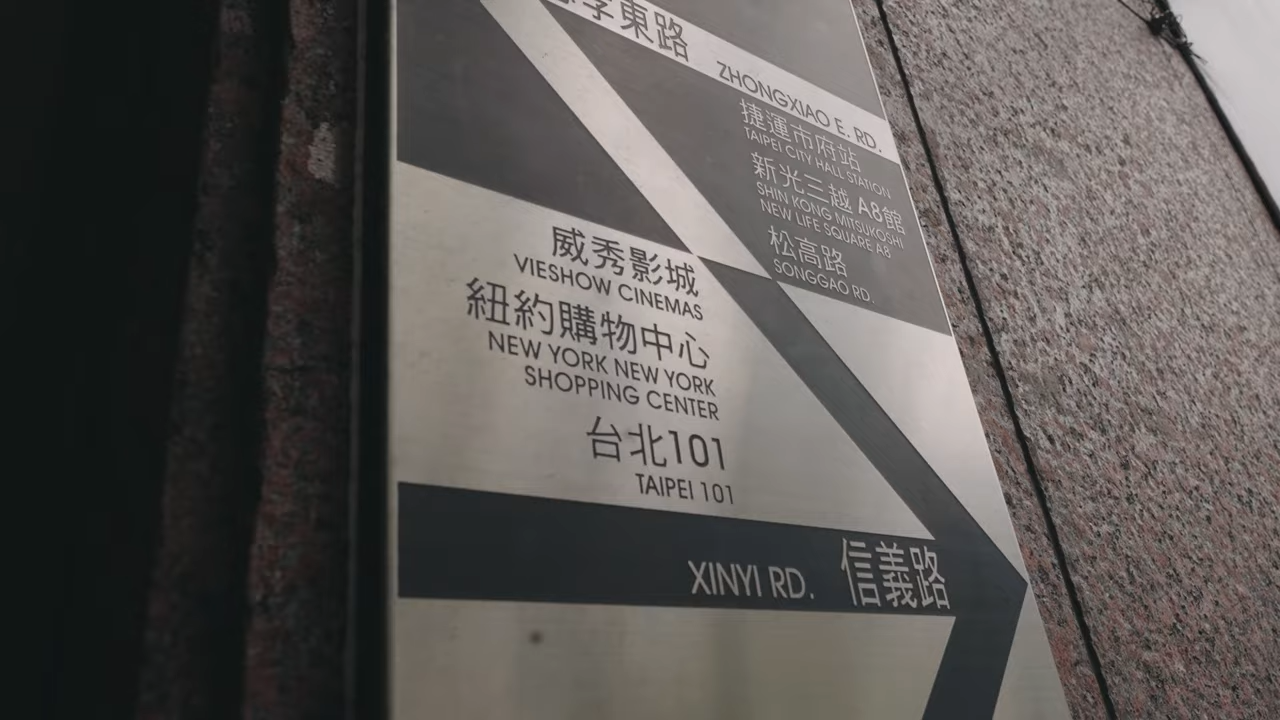 孝東路
ZHONGXIAO E. RD.
捷運市府站
TAIPEI CITY HALL STATION
新光三越 A8館
SHIN KONG MITSUKOSHI
NEW LIFE SQUARE A8
松高路
SONGGAO RD.
威秀影城
VIESHOW CINEMAS
紐約購物中心
NEW YORK NEW YORK
SHOPPING CENTER
台北101
TAIPEI 101
XINYI RD. 信義路